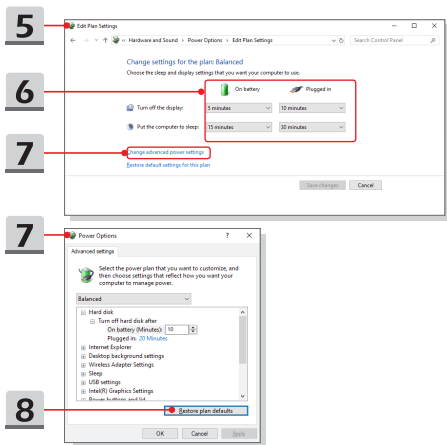 5
Edit Plan Settings
Hardware and Sound > Power Options > Edit Plan Settings
Search Control Panel
Change settings for the plan: Balanced
Choose the sleep and display settings that you want your computer to use.
6
On battery
Plugged in
Turn off the display:
5 minutes
10 minutes
Put the computer to sleep:
15 minutes
30 minutes
7
Change advanced power settings
Restore default settings for this plan
Save changes
Cancel
7
Power Options
? ×
Advanced settings
Select the power plan that you want to customize, and
then choose settings that reflect how you want your
computer to manage power.
Balanced
Hard disk
Turn off hard disk after
On battery (Minutes): 10
Plugged in: 20 Minutes
Internet Explorer
Desktop background settings
Wireless Adapter Settings
Sleep
USB settings
Intel(R) Graphics Settings
Power buttons and lid
8
Restore plan defaults
OK
Cancel
Apply